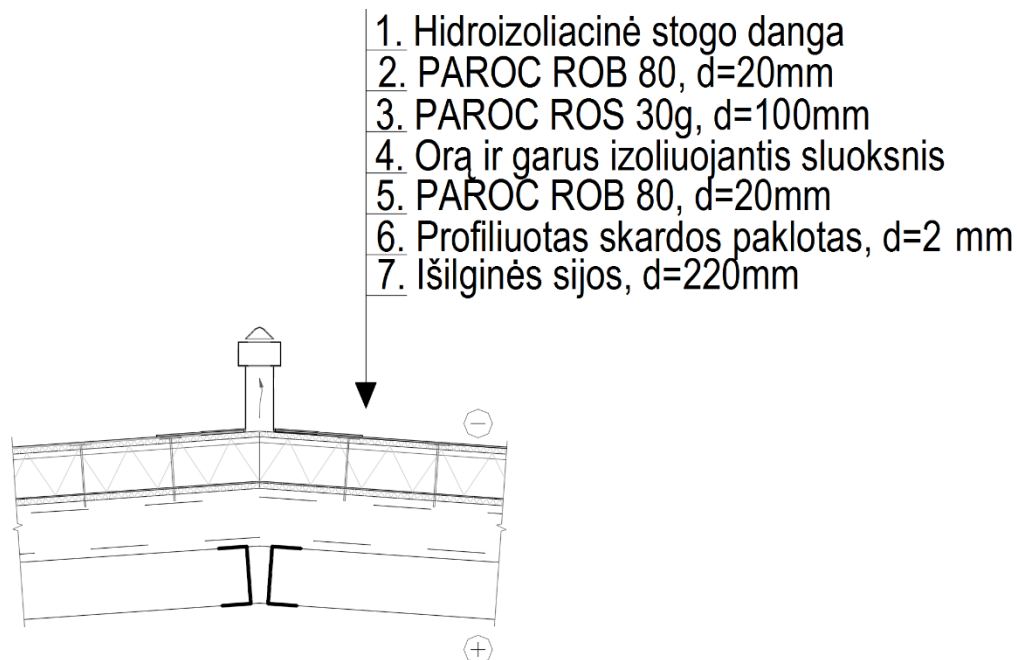 1. Hidroizoliacinė stogo danga
2. PAROC ROB 80, d=20mm
3. PAROC ROS 30g, d=100mm
4. Orą ir garus izoliuojantis sluoksnis
5. PAROC ROB 80, d=20mm
6. Profiliuotas skardos paklotas, d=2 mm
7. Išilginės sijos, d=220mm
−
+